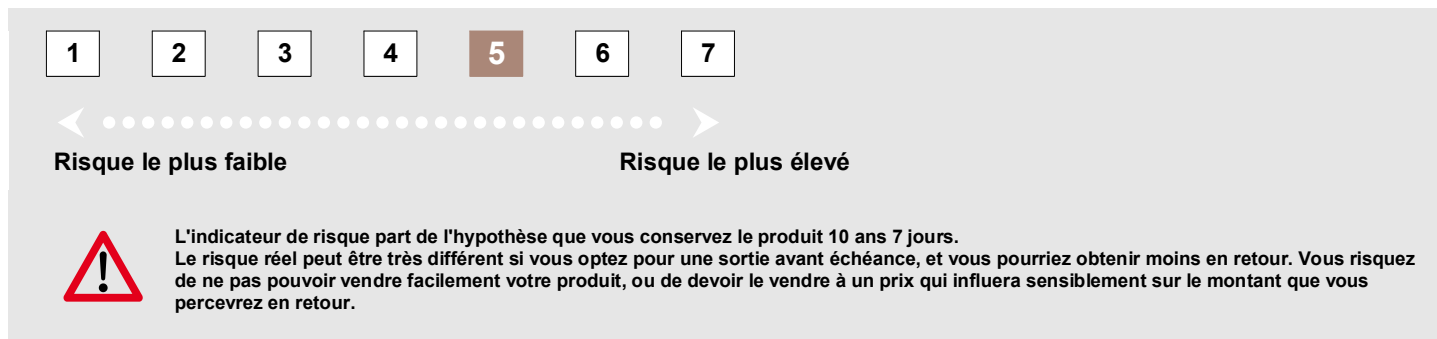 1 2 3 4 5 6 7
Risque le plus faible Risque le plus élevé
L'indicateur de risque part de l'hypothèse que vous conservez le produit 10 ans 7 jours.
Le risque réel peut être très différent si vous optez pour une sortie avant échéance, et vous pourriez obtenir moins en retour. Vous risquez
de ne pas pouvoir vendre facilement votre produit, ou de devoir le vendre à un prix qui influera sensiblement sur le montant que vous
percevrez en retour.